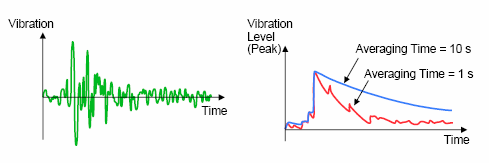 Vibration
Time
Vibration
Level
(Peak)
Averaging Time = 10 s
Averaging Time = 1 s
Time